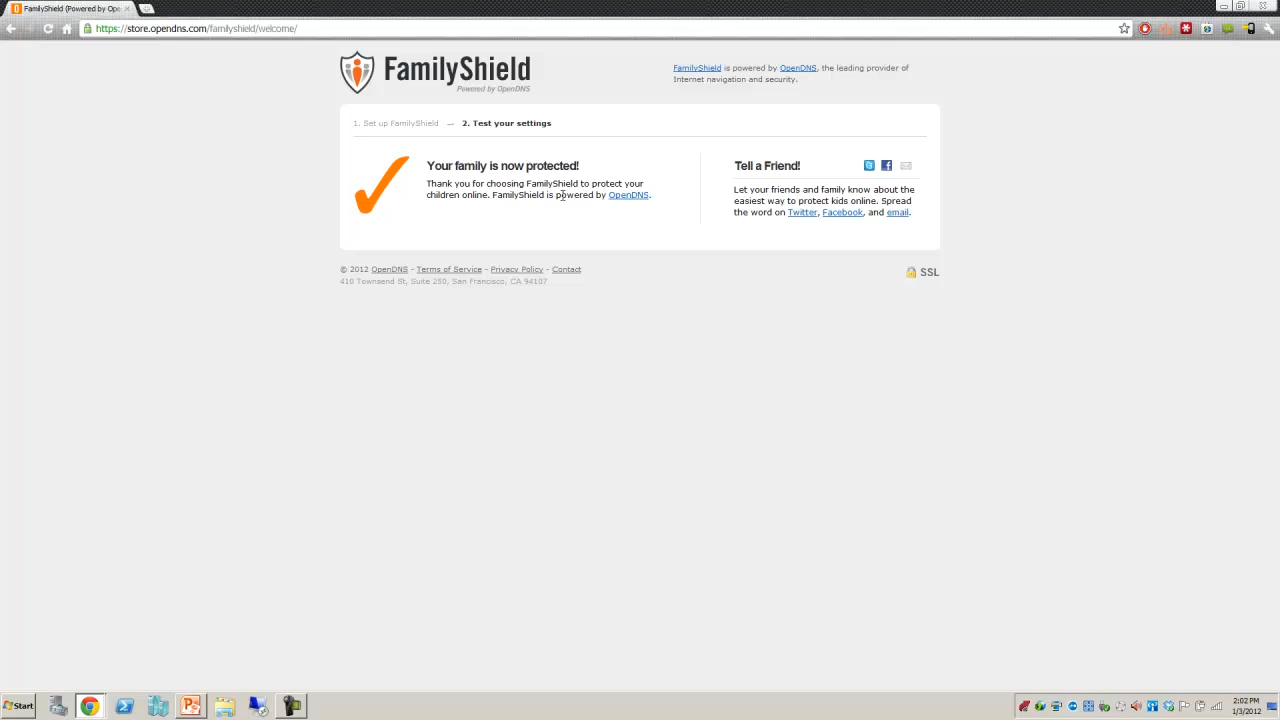 FamilyShield (Powered by Ope
https://store.opendns.com/familyshield/welcome/
FamilyShield
Powered by OpenDNS
FamilyShield is powered by OpenDNS, the leading provider of
Internet navigation and security.
1. Set up FamilyShield — 2. Test your settings
Your family is now protected!
Thank you for choosing FamilyShield to protect your
children online. FamilyShield is powered by OpenDNS.
Tell a Friend!
Let your friends and family know about the
easiest way to protect kids online. Spread
the word on Twitter, Facebook, and email.
© 2012 OpenDNS - Terms of Service - Privacy Policy - Contact
410 Townsend St, Suite 250, San Francisco, CA 94107
SSL
Start
2:02 PM
1/3/2012